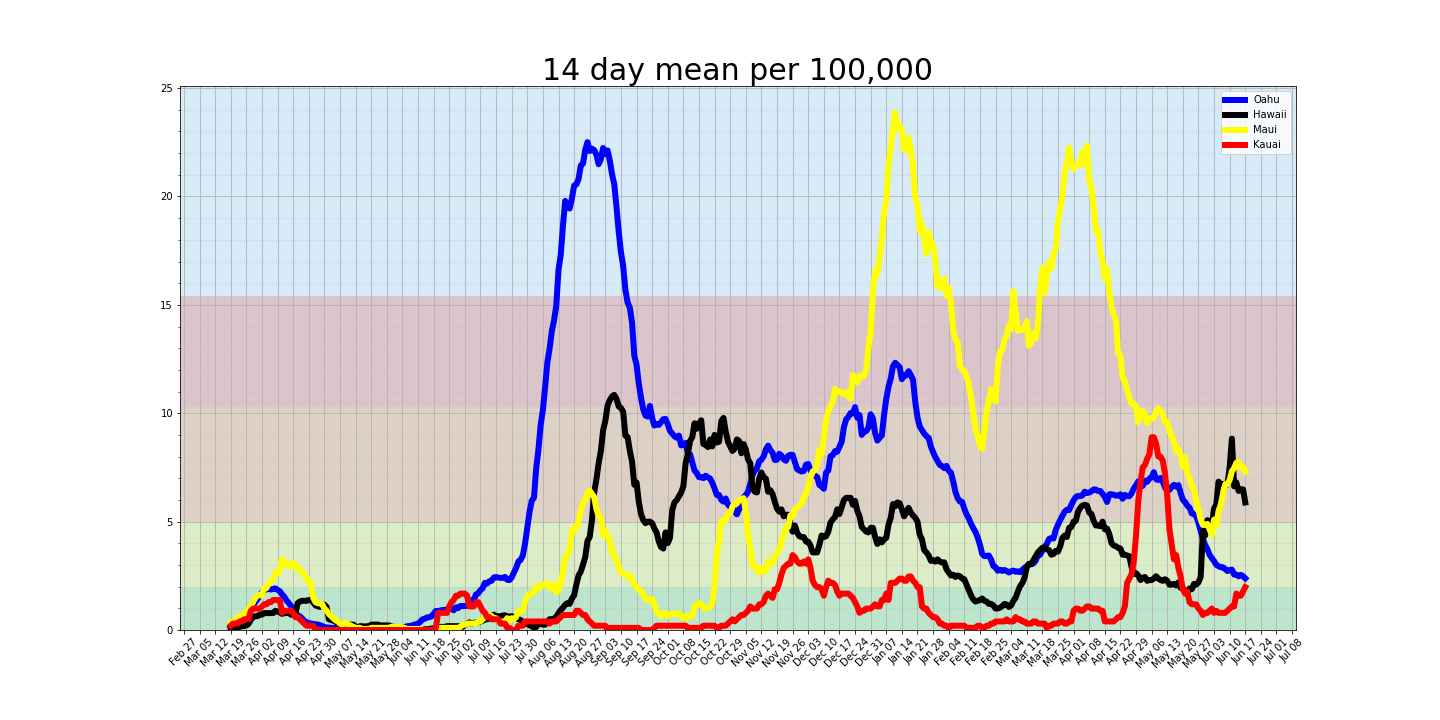 14 day mean per 100,000
25
20
15
10
5
0
Oahu
Hawaii
Maui
Kauai
Feb 27
Mar 05
Mar 12
Mar 19
Mar 26
Apr 02
Apr 09
Apr 16
Apr 23
Apr 30
May 07
May 14
May 21
May 28
Jun 04
Jun 11
Jun 18
Jun 25
Jul 02
Jul 09
Jul 16
Jul 23
Jul 30
Aug 06
Aug 13
Aug 20
Aug 27
Sep 03
Sep 10
Sep 17
Sep 24
Oct 01
Oct 08
Oct 15
Oct 22
Oct 29
Nov 05
Nov 12
Nov 19
Nov 26
Dec 03
Dec 10
Dec 17
Dec 24
Dec 31
Jan 07
Jan 14
Jan 21
Jan 28
Feb 04
Feb 11
Feb 18
Feb 25
Mar 04
Mar 11
Mar 18
Mar 25
Apr 01
Apr 08
Apr 15
Apr 22
Apr 29
May 06
May 13
May 20
May 27
Jun 03
Jun 10
Jun 17
Jun 24
Jul 01
Jul 08